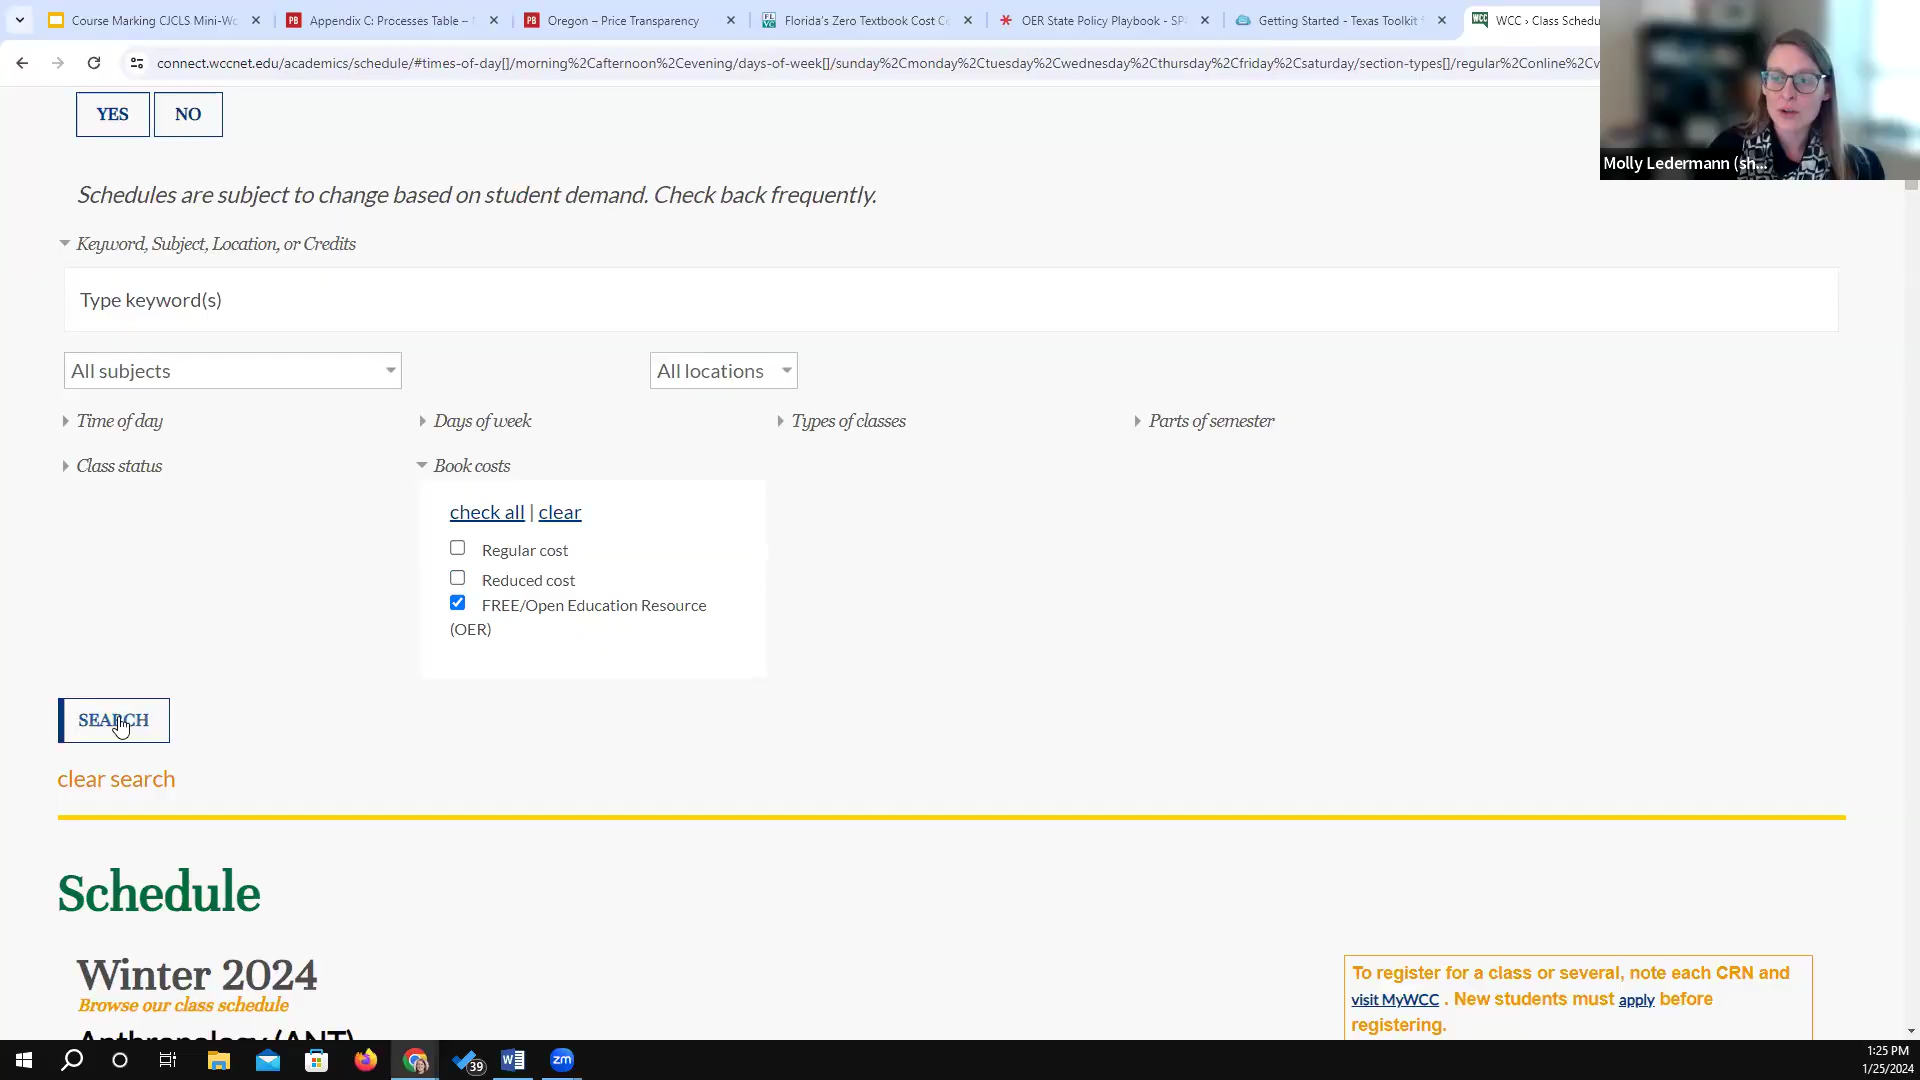 Course Marking CJCLS Mini-Wo
Appendix C: Processes Table –
Oregon – Price Transparency
Florida's Zero Textbook Cost Co
OER State Policy Playbook - SP
Getting Started - Texas Toolkit
WCC › Class Schedu
connect.wccnet.edu/academics/schedule/#times-of-day[]/morning%2Cafternoon%2Cevening/days-of-week[]/sunday%2Cmonday%2Ctuesday%2Cwednesday%2Cthursday%2Cfriday%2Csaturday/section-types[]/regular%2Conline%2Cv
Molly Ledermann (sh...
YES NO
Schedules are subject to change based on student demand. Check back frequently.
Keyword, Subject, Location, or Credits
Type keyword(s)
All subjects All locations
Time of day Days of week Types of classes Parts of semester
Class status Book costs
check all | clear
Regular cost
Reduced cost
FREE/Open Education Resource
(OER)
SEARCH
clear search
Schedule
Winter 2024
Browse our class schedule
Anthropology (ANT)
To register for a class or several, note each CRN and
visit MyWCC . New students must apply before
registering.
39
zm
1:25 PM
1/25/2024